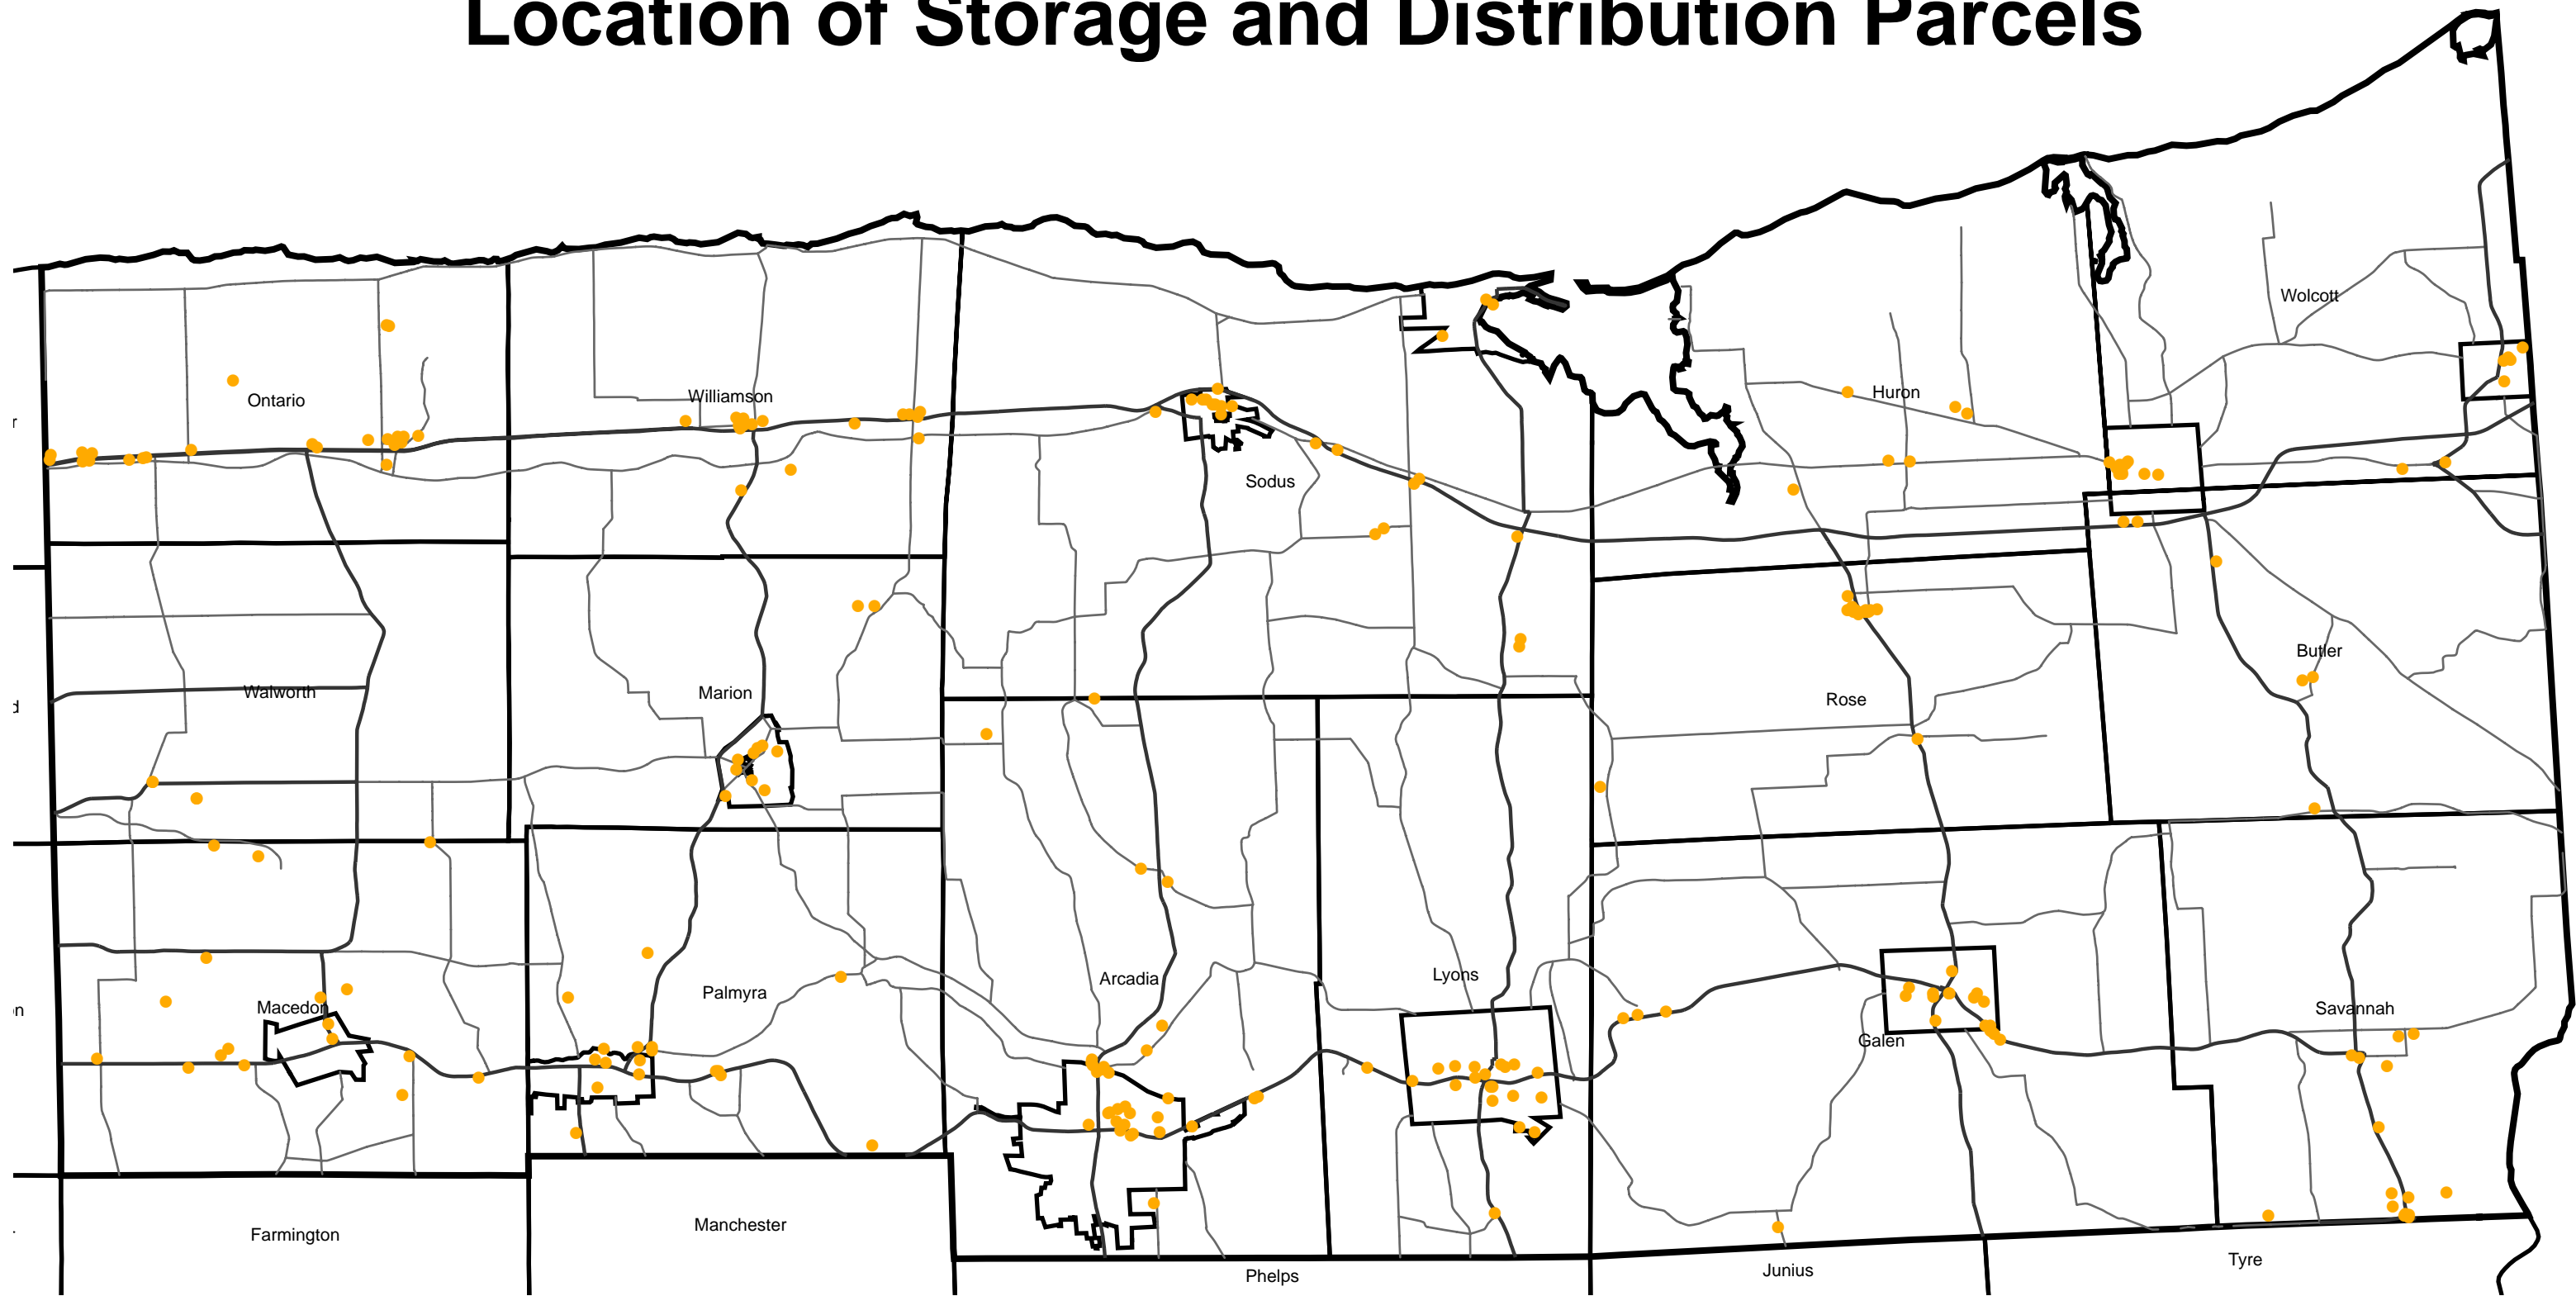 Location of Storage and Distribution Parcels
Wolcott
Huron
Williamson
Ontario
r
Sodus
Butler
Walworth
Marion
Rose
d
Lyons
Arcadia
Palmyra
Macedon
Savannah
n
Galen
Manchester
Farmington
Tyre
Junius
Phelps